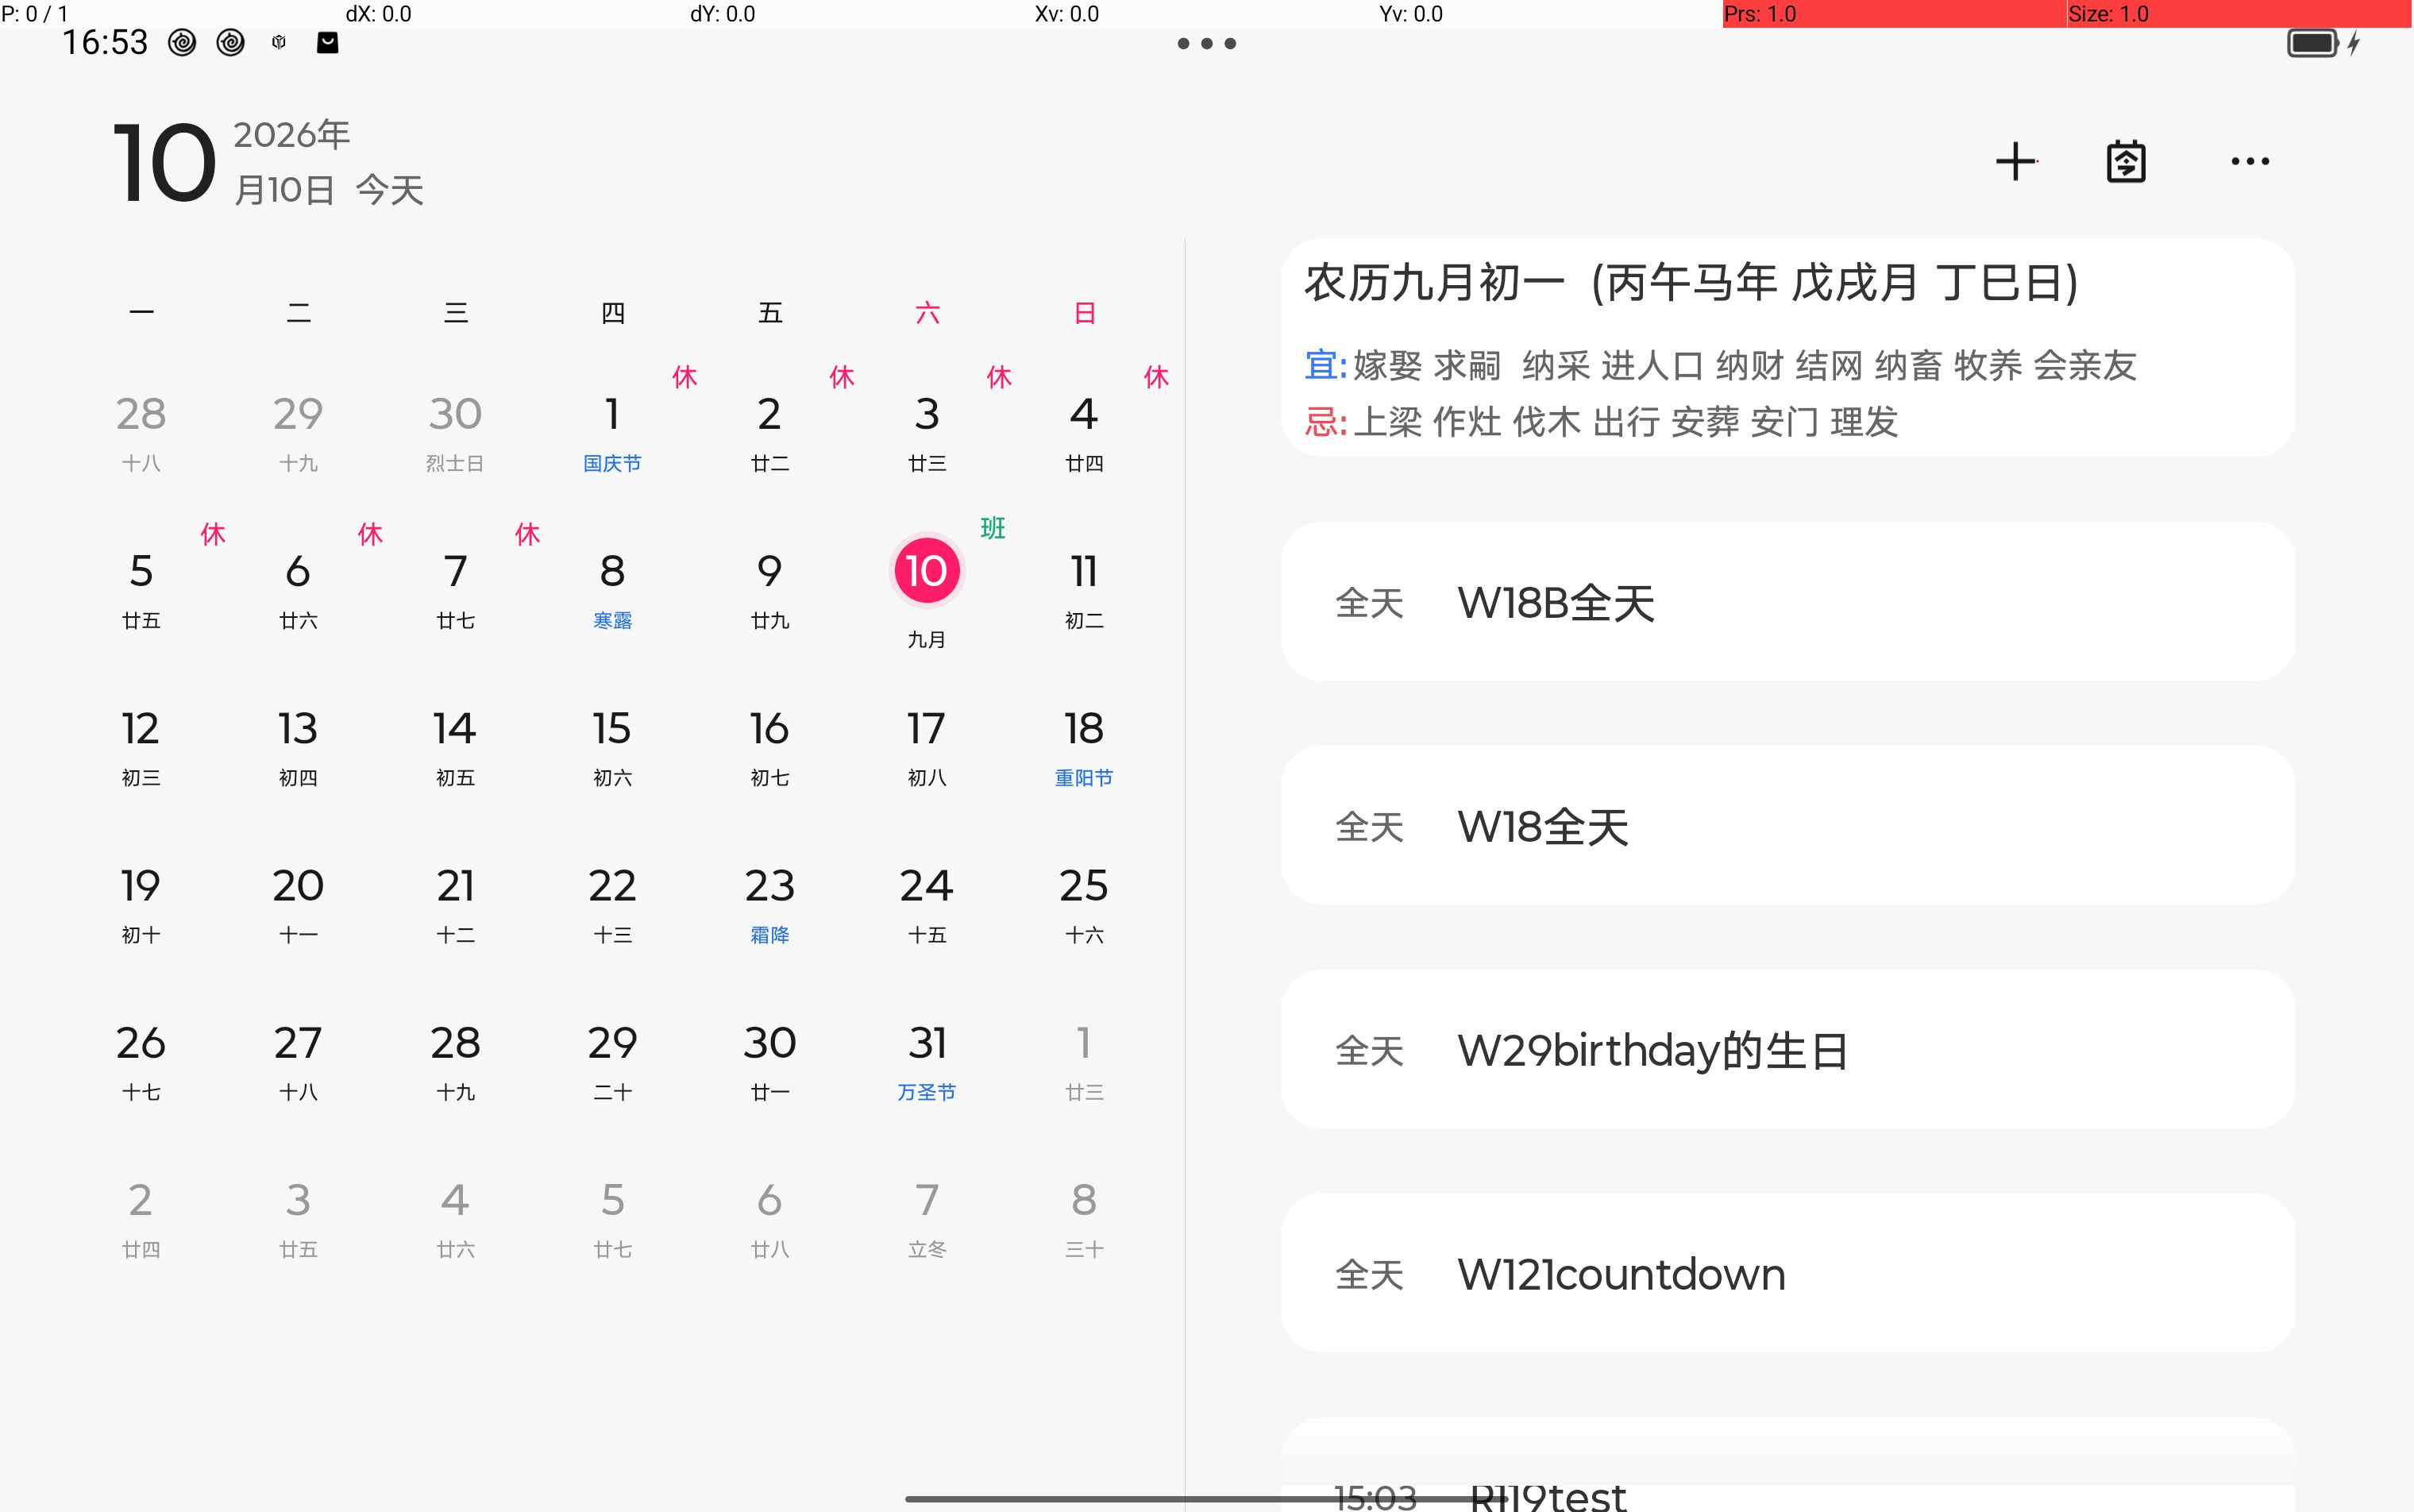 P: 0 / 1 dX: 0.0 dY: 0.0 Xv: 0.0 Yv: 0.0 Prs: 1.0 Size: 1.0
16:53
10 2026年
月10日 今天
一 二 三 四 五 六 日
休 休 休 休
28 29 30 1 2 3 4
十八 十九 烈士日 国庆节 廿二 廿三 廿四
休 休 休 班
5 6 7 8 9 10 11
廿五 廿六 廿七 寒露 廿九 九月 初二
12 13 14 15 16 17 18
初三 初四 初五 初六 初七 初八 重阳节
19 20 21 22 23 24 25
初十 十一 十二 十三 霜降 十五 十六
26 27 28 29 30 31 1
十七 十八 十九 二十 廿一 万圣节 廿三
2 3 4 5 6 7 8
廿四 廿五 廿六 廿七 廿八 立冬 三十
今
农历九月初一 (丙午马年 戊戌月 丁巳日)
宜: 嫁娶 求嗣 纳采 进人口 纳财 结网 纳畜 牧养 会亲友
忌: 上梁 作灶 伐木 出行 安葬 安门 理发
全天 W18B全天
全天 W18全天
全天 W29birthday的生日
全天 W121countdown
15:03 R119test